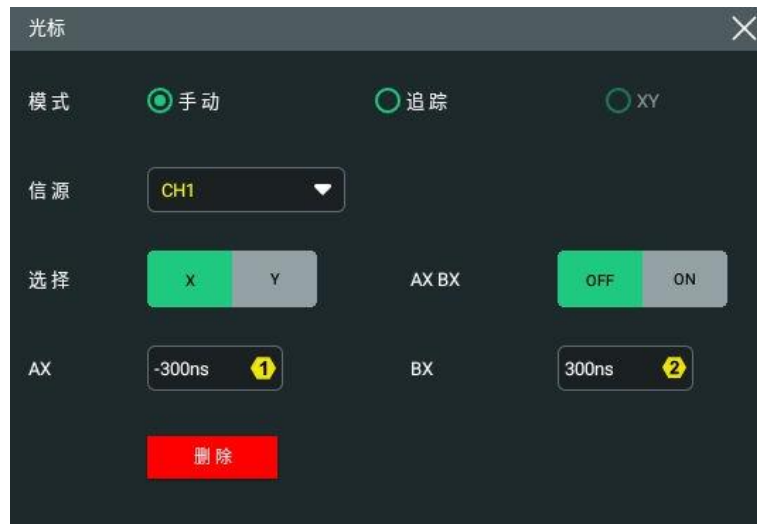 光标
模式 手动 追踪 XY
信源 CH1
选择 X Y AX BX OFF ON
AX -300ns 1 BX 300ns 2
删除